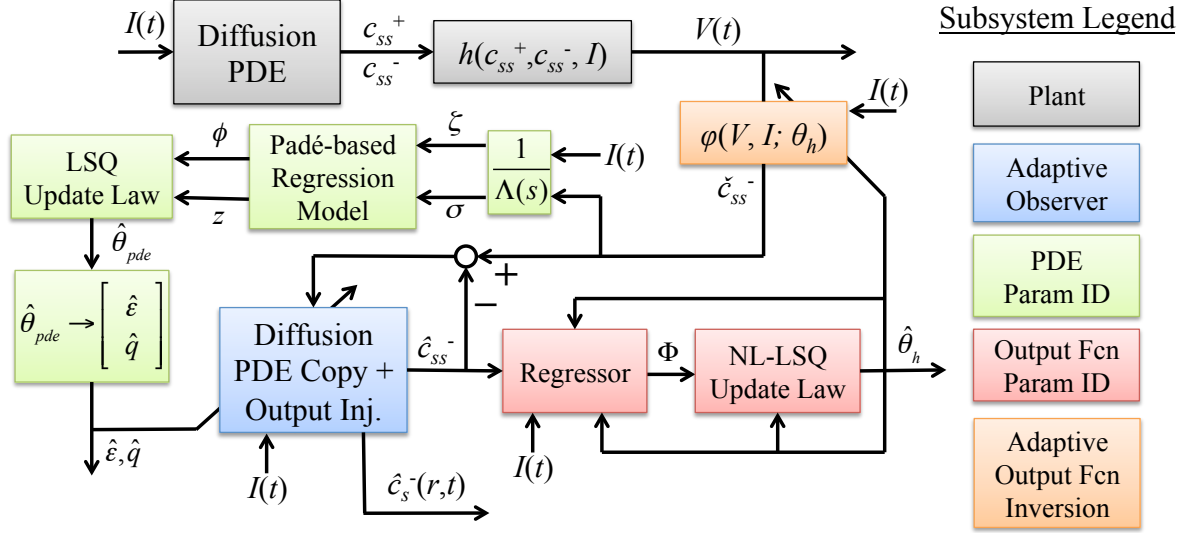 I(t)
Diffusion
PDE
c_ss^+
c_ss^-
h(c_ss^+, c_ss^-, I)
V(t)
Subsystem Legend
Plant
Adaptive
Observer
PDE
Param ID
Output Fcn
Param ID
Adaptive
Output Fcn
Inversion
I(t)
φ(V, I; θ_h)
č_ss^-
LSQ
Update Law
ϕ
z
Padé-based
Regression
Model
ζ
σ
1
Λ(s)
I(t)
θ̂_pde
θ̂_pde → [ ε̂
q̂ ]
ε̂, q̂
+
−
Diffusion
PDE Copy +
Output Inj.
I(t)
ĉ_ss^-
ĉ_s^-(r,t)
Regressor
I(t)
Φ
NL-LSQ
Update Law
θ̂_h